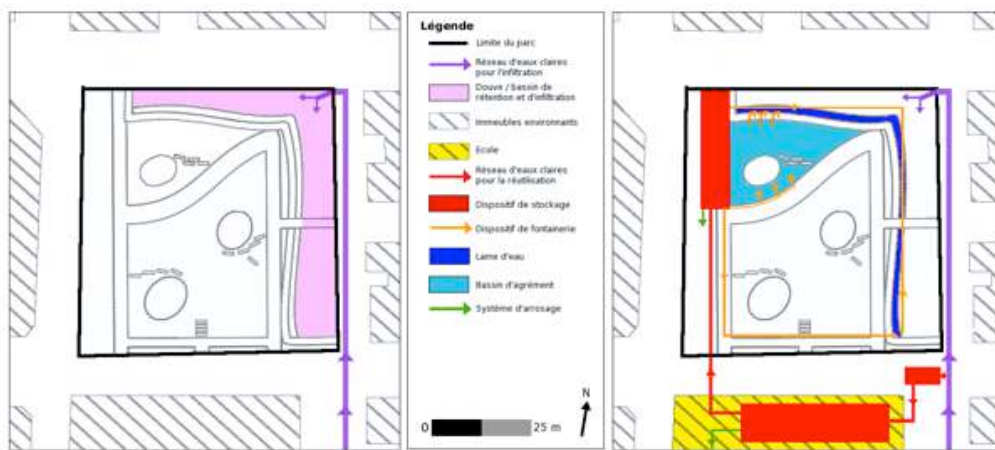 Légende
Limite du parc
Réseau d'eaux claires
pour l'infiltration
Douve / bassin de
rétention et d'infiltration
Immeubles environnants
Ecole
Réseau d'eaux claires
pour la réutilisation
Dispositif de stockage
Dispositif de fontainerie
Lame d'eau
Bassin d'agrément
Système d'arrosage
N
0 25 m